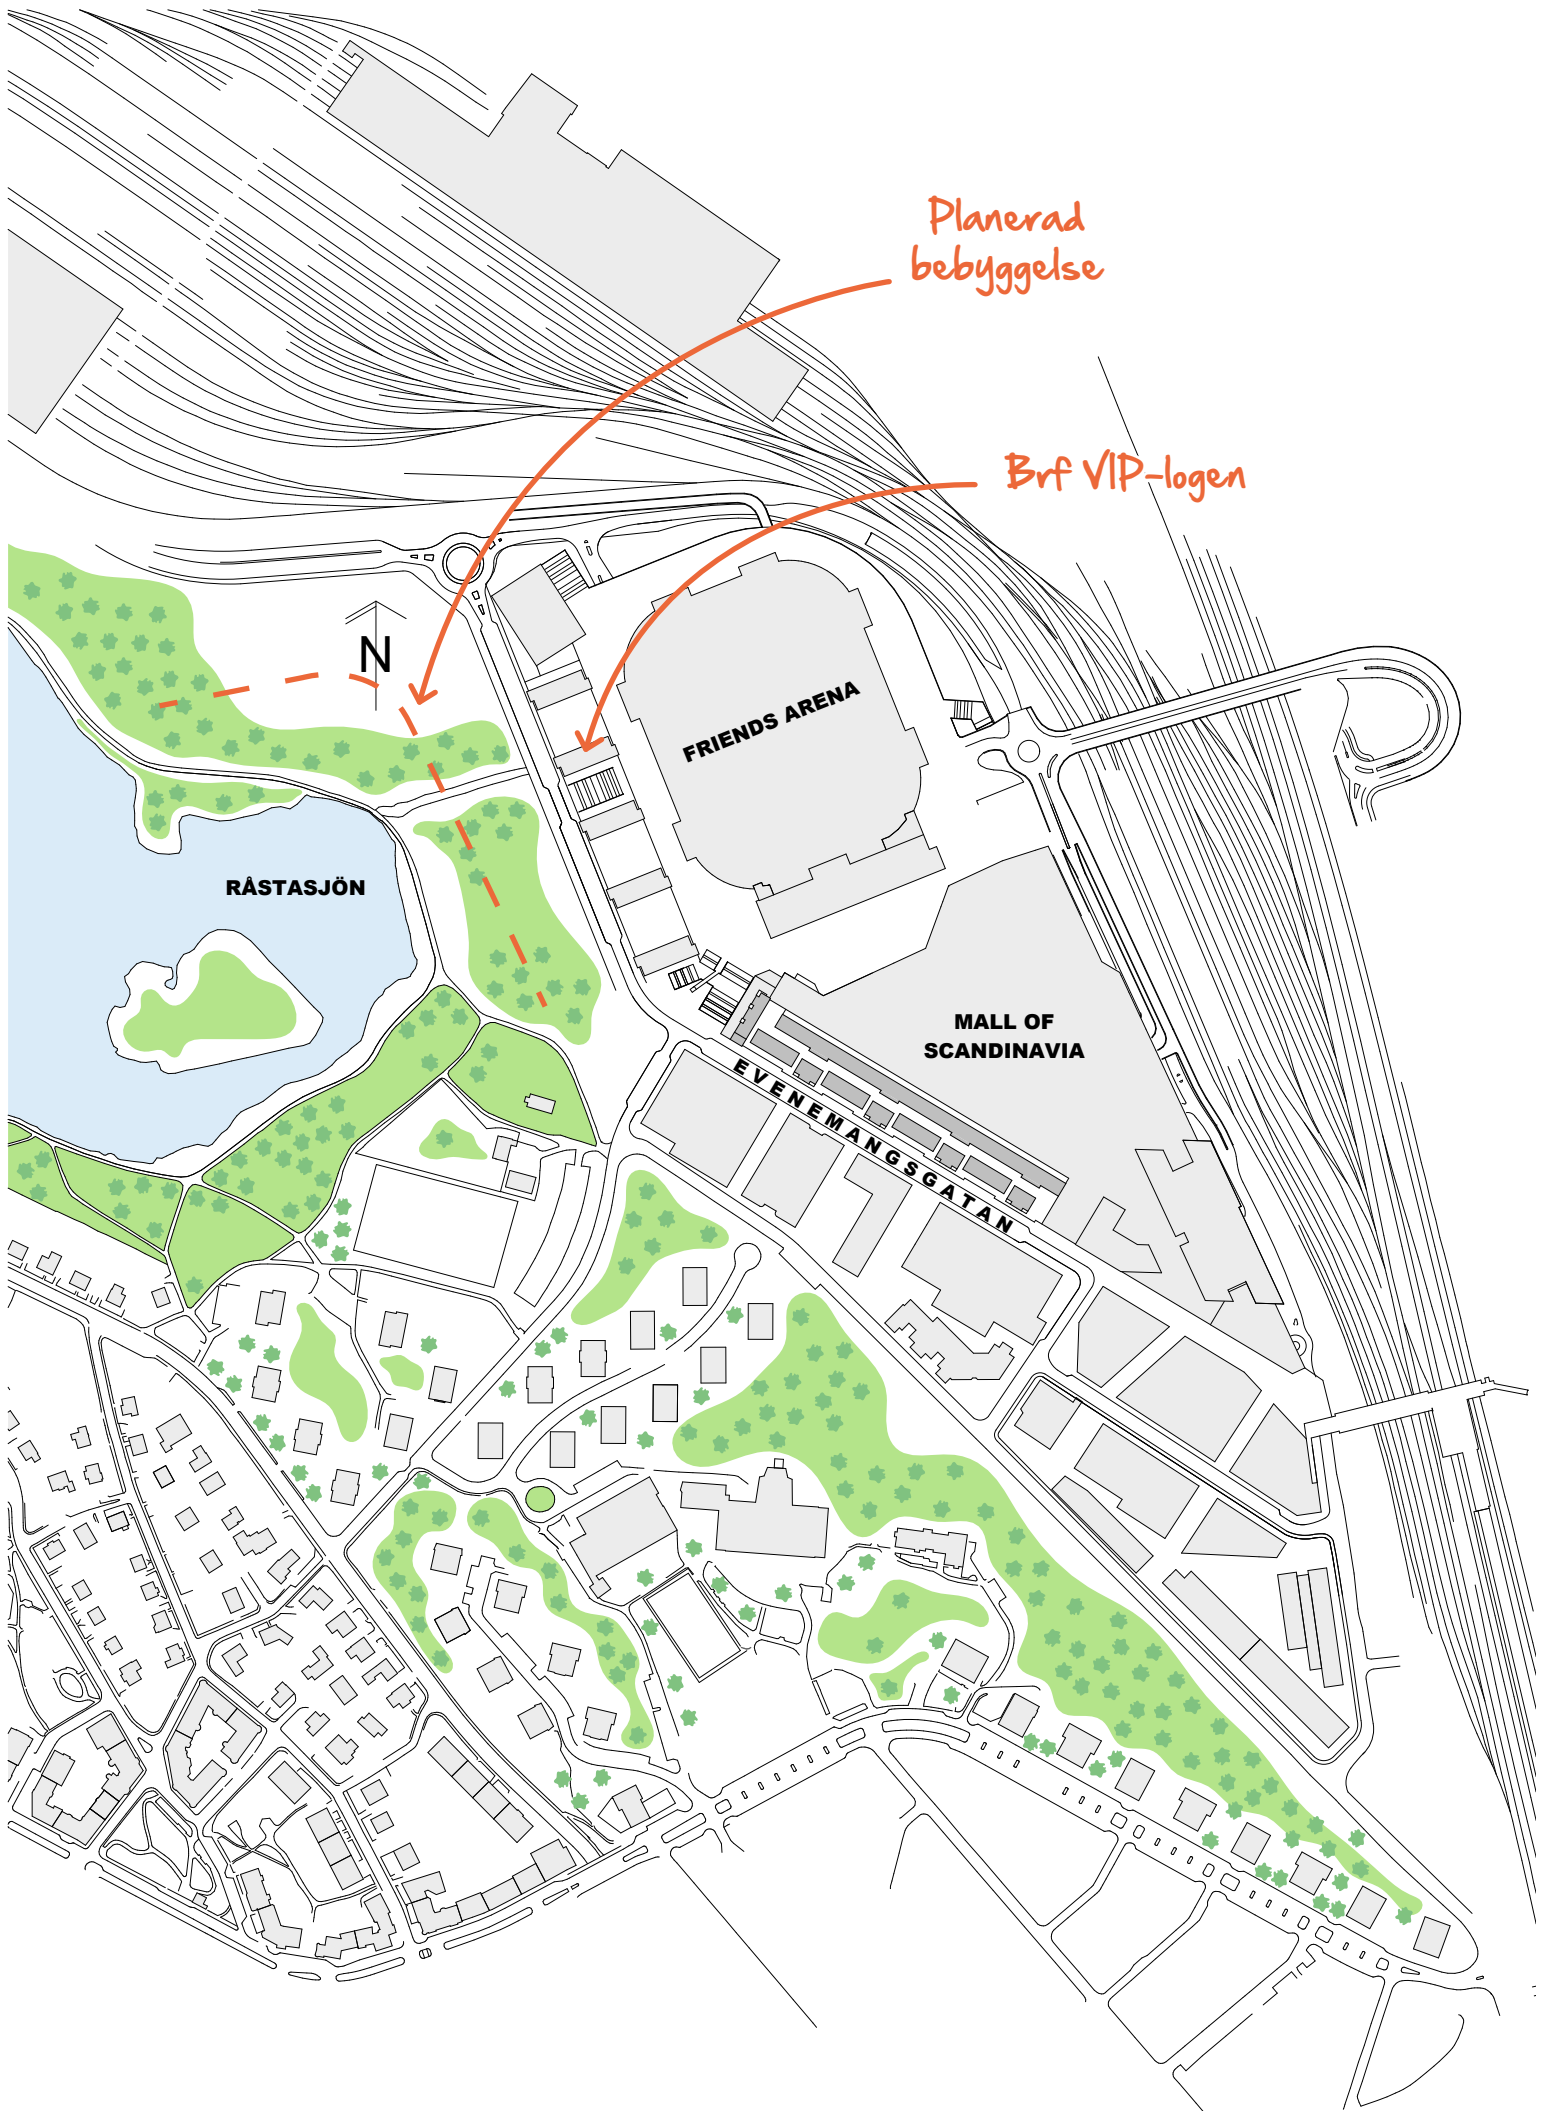 Planerad
bebyggelse
Brf VIP-logen
N
FRIENDS ARENA
RÅSTASJÖN
MALL OF
SCANDINAVIA
EVENEMANGSGATAN